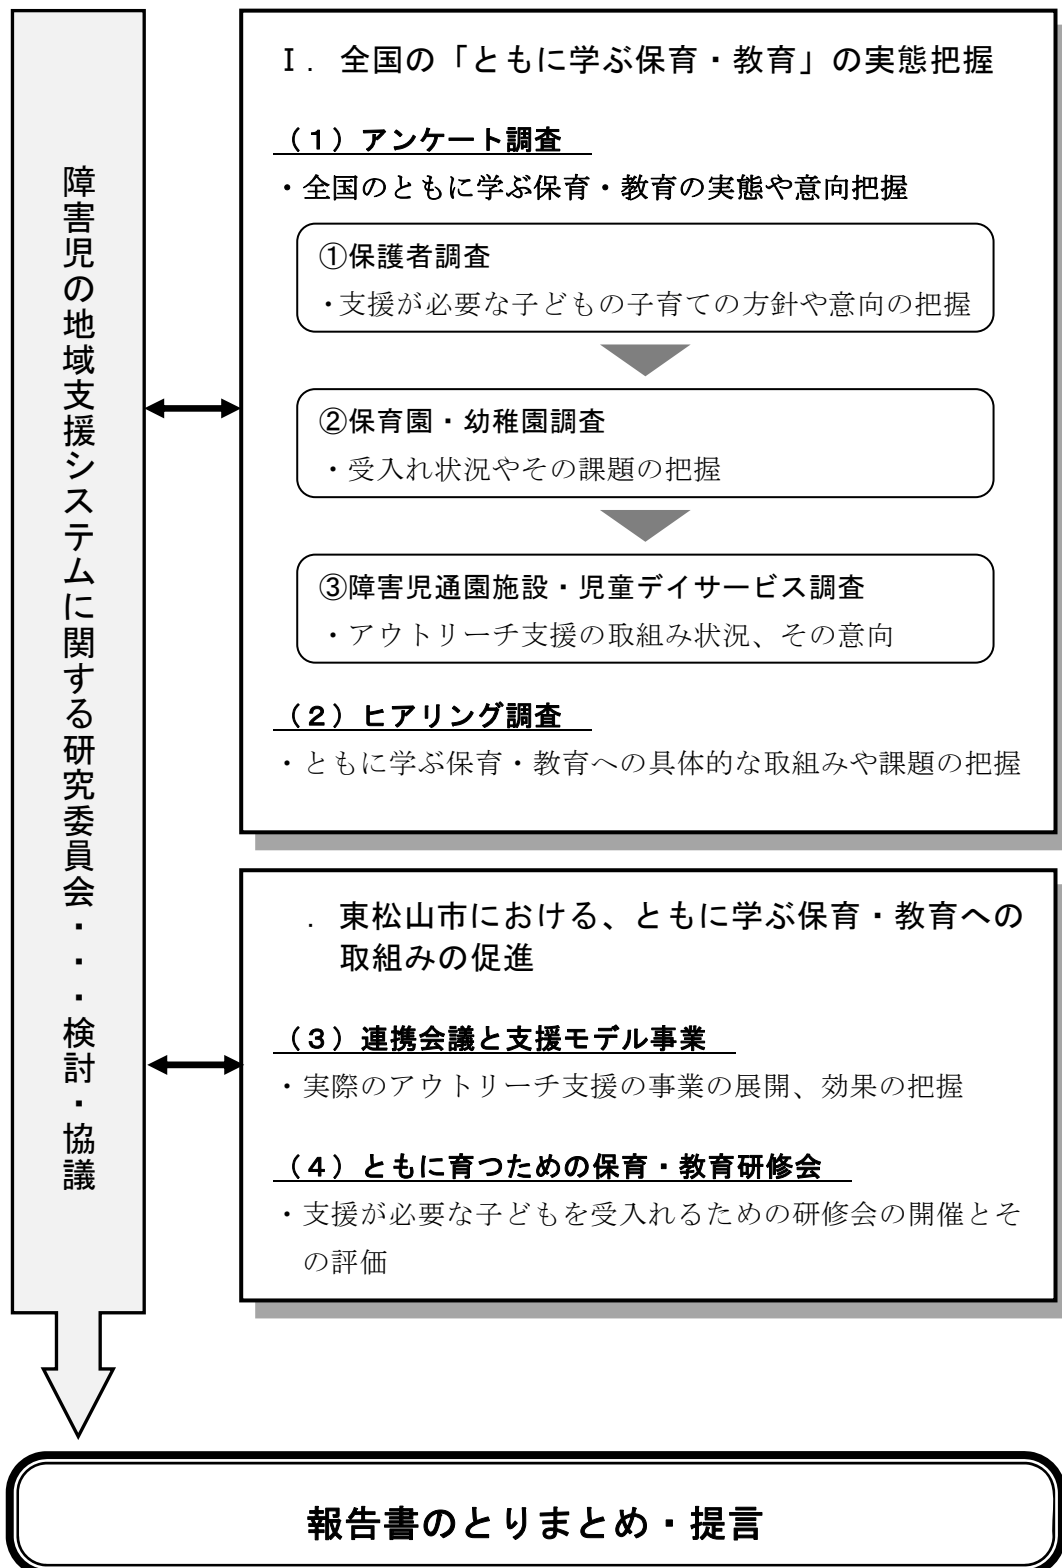 障害児の地域支援システムに関する研究委員会・・・検討・協議
Ⅰ．全国の「ともに学ぶ保育・教育」の実態把握
（１）アンケート調査
・全国のともに学ぶ保育・教育の実態や意向把握
①保護者調査
・支援が必要な子どもの子育ての方針や意向の把握
②保育園・幼稚園調査
・受入れ状況やその課題の把握
③障害児通園施設・児童デイサービス調査
・アウトリーチ支援の取組み状況、その意向
（２）ヒアリング調査
・ともに学ぶ保育・教育への具体的な取組みや課題の把握
．東松山市における、ともに学ぶ保育・教育への
取組みの促進
（３）連携会議と支援モデル事業
・実際のアウトリーチ支援の事業の展開、効果の把握
（４）ともに育つための保育・教育研修会
・支援が必要な子どもを受入れるための研修会の開催とそ
の評価
報告書のとりまとめ・提言